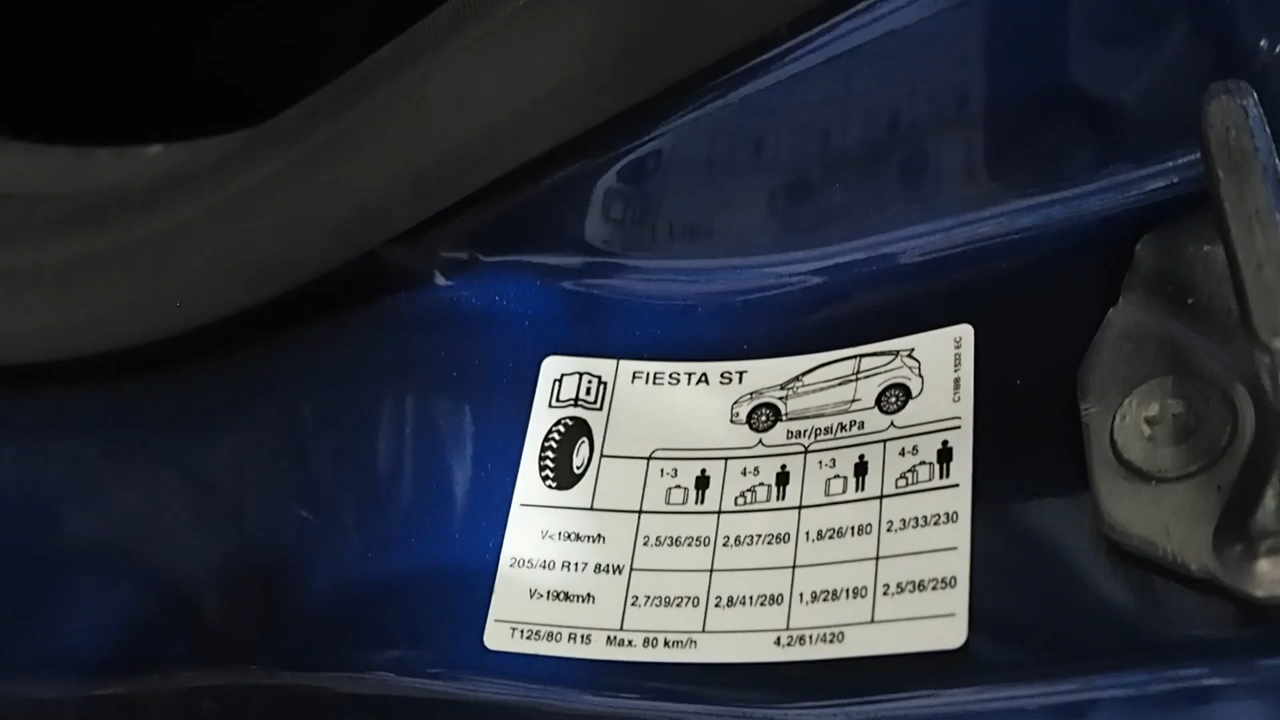 FIESTA ST
C1BB-1532-EC
bar/psi/kPa
1-3 4-5 1-3 4-5
V<190km/h 2,5/36/250 2,6/37/260 1,8/26/180 2,3/33/230
205/40 R17 84W
V>190km/h 2,7/39/270 2,8/41/280 1,9/28/190 2,5/36/250
T125/80 R15 Max. 80 km/h 4,2/61/420